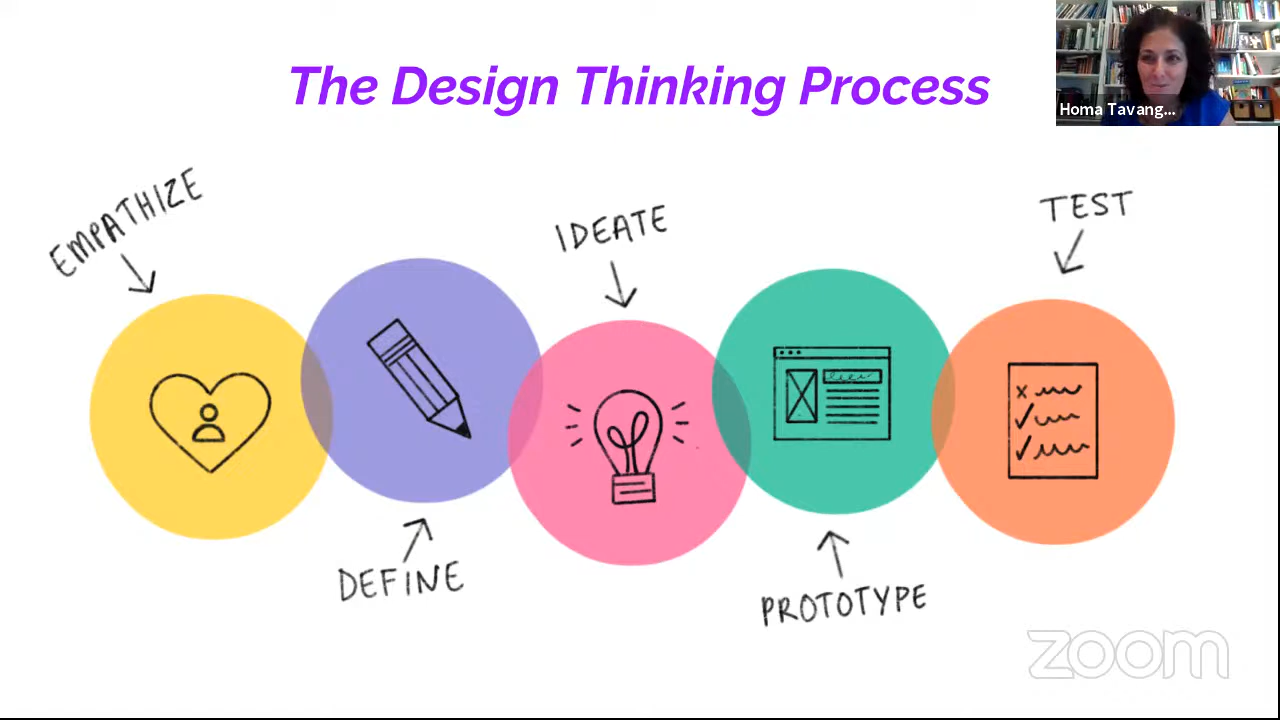 The Design Thinking Process
Homa Tavang...
EMPATHIZE
IDEATE
TEST
DEFINE
PROTOTYPE
zoom